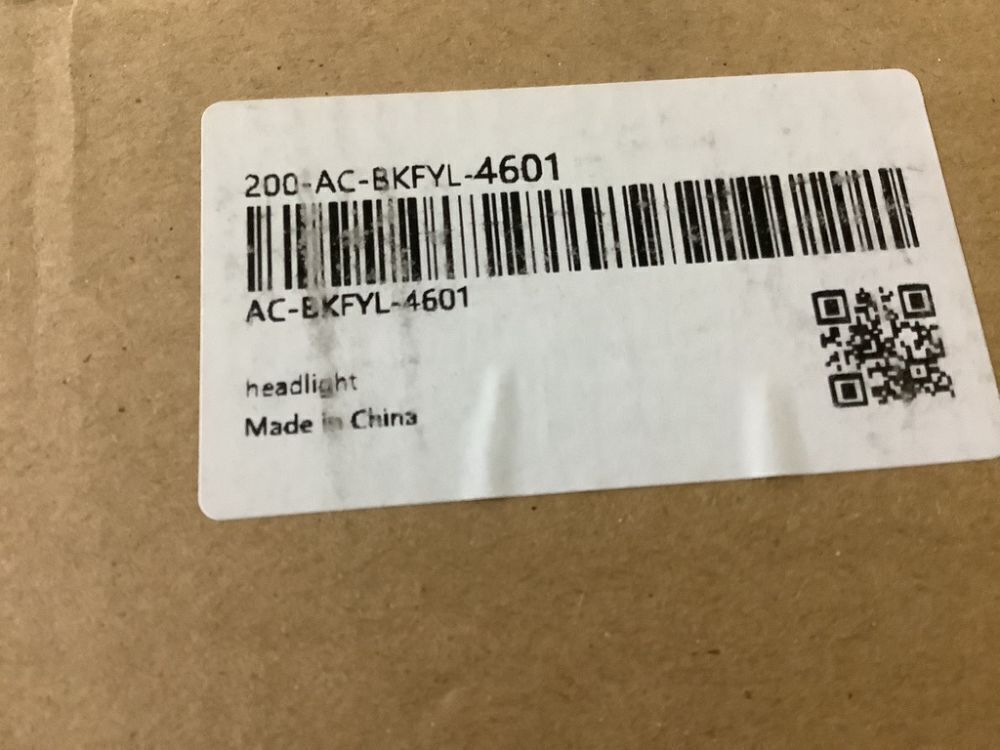 200-AC-BKFYL-4601
AC-BKFYL-4601
headlight
Made in China